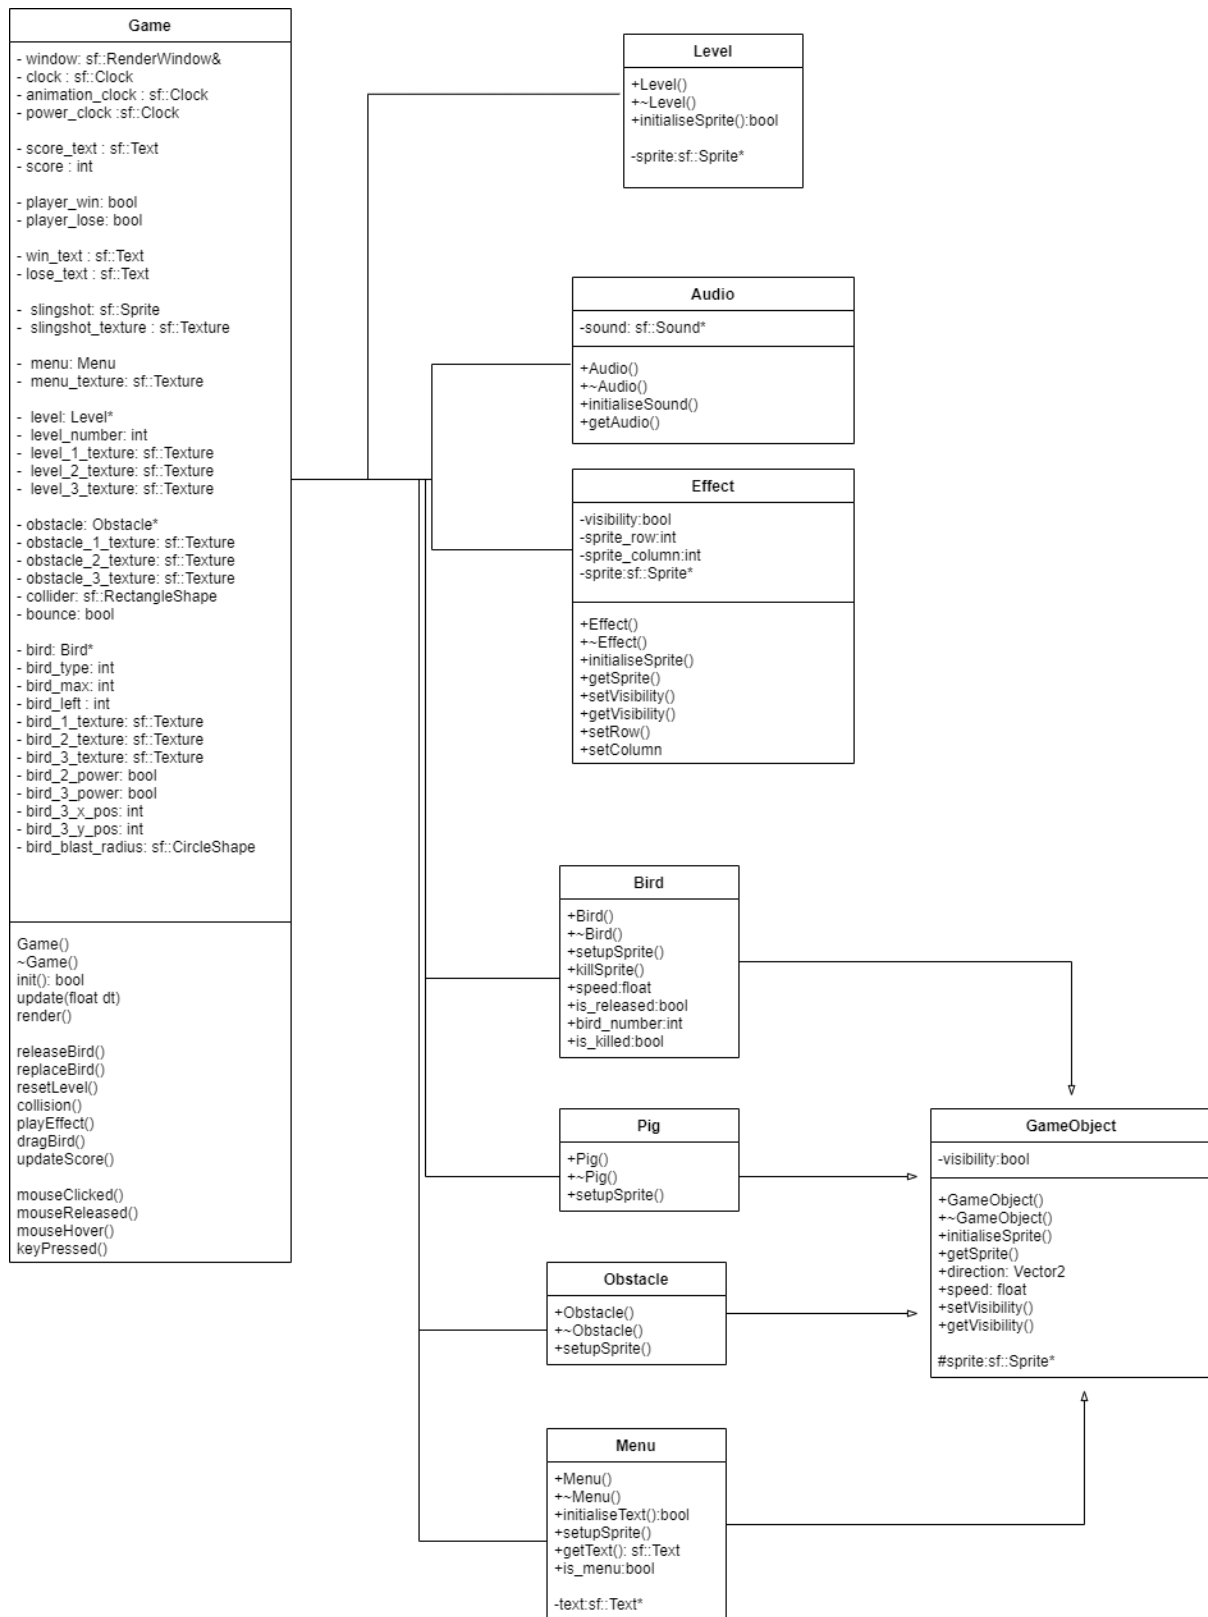 Game
- window: sf::RenderWindow&
- clock : sf::Clock
- animation_clock : sf::Clock
- power_clock :sf::Clock
- score_text : sf::Text
- score : int
- player_win: bool
- player_lose: bool
- win_text : sf::Text
- lose_text : sf::Text
- slingshot: sf::Sprite
- slingshot_texture : sf::Texture
- menu: Menu
- menu_texture: sf::Texture
- level: Level*
- level_number: int
- level_1_texture: sf::Texture
- level_2_texture: sf::Texture
- level_3_texture: sf::Texture
- obstacle: Obstacle*
- obstacle_1_texture: sf::Texture
- obstacle_2_texture: sf::Texture
- obstacle_3_texture: sf::Texture
- collider: sf::RectangleShape
- bounce: bool
- bird: Bird*
- bird_type: int
- bird_max: int
- bird_left : int
- bird_1_texture: sf::Texture
- bird_2_texture: sf::Texture
- bird_3_texture: sf::Texture
- bird_2_power: bool
- bird_3_power: bool
- bird_3_x_pos: int
- bird_3_y_pos: int
- bird_blast_radius: sf::CircleShape
Game()
~Game()
init(): bool
update(float dt)
render()
releaseBird()
replaceBird()
resetLevel()
collision()
playEffect()
dragBird()
updateScore()
mouseClicked()
mouseReleased()
mouseHover()
keyPressed()
Level
+Level()
+~Level()
+initialiseSprite():bool
-sprite:sf::Sprite*
Audio
-sound: sf::Sound*
+Audio()
+~Audio()
+initialiseSound()
+getAudio()
Effect
-visibility:bool
-sprite_row:int
-sprite_column:int
-sprite:sf::Sprite*
+Effect()
+~Effect()
+initialiseSprite()
+getSprite()
+setVisibility()
+getVisibility()
+setRow()
+setColumn
Bird
+Bird()
+~Bird()
+setupSprite()
+killSprite()
+speed:float
+is_released:bool
+bird_number:int
+is_killed:bool
Pig
+Pig()
+~Pig()
+setupSprite()
Obstacle
+Obstacle()
+~Obstacle()
+setupSprite()
Menu
+Menu()
+~Menu()
+initialiseText():bool
+setupSprite()
+getText(): sf::Text
+is_menu:bool
-text:sf::Text*
GameObject
-visibility:bool
+GameObject()
+~GameObject()
+initialiseSprite()
+getSprite()
+direction: Vector2
+speed: float
+setVisibility()
+getVisibility()
#sprite:sf::Sprite*